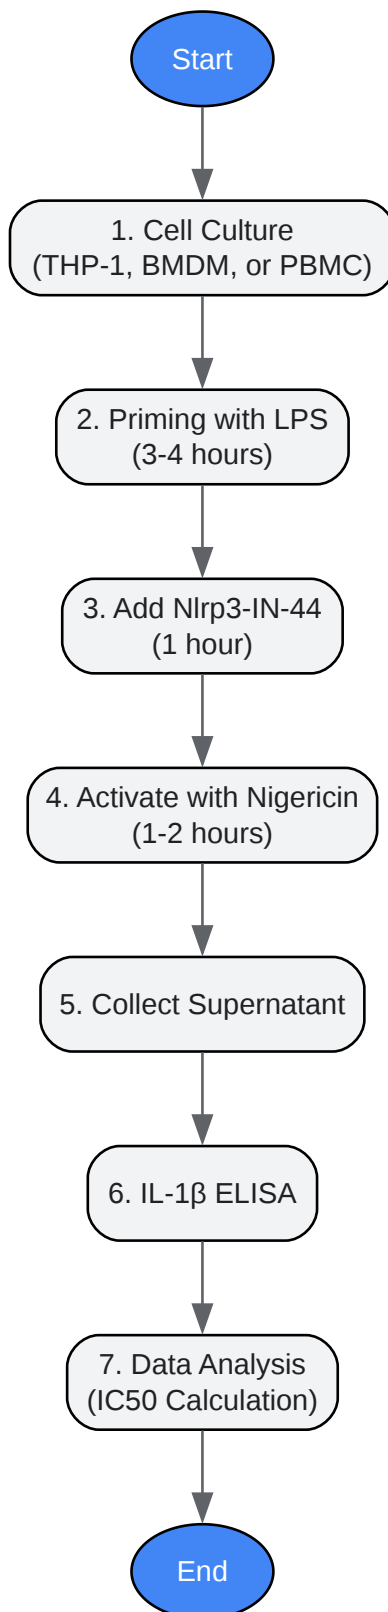 Start
1. Cell Culture
(THP-1, BMDM, or PBMC)
2. Priming with LPS
(3-4 hours)
3. Add Nlrp3-IN-44
(1 hour)
4. Activate with Nigericin
(1-2 hours)
5. Collect Supernatant
6. IL-1β ELISA
7. Data Analysis
(IC50 Calculation)
End